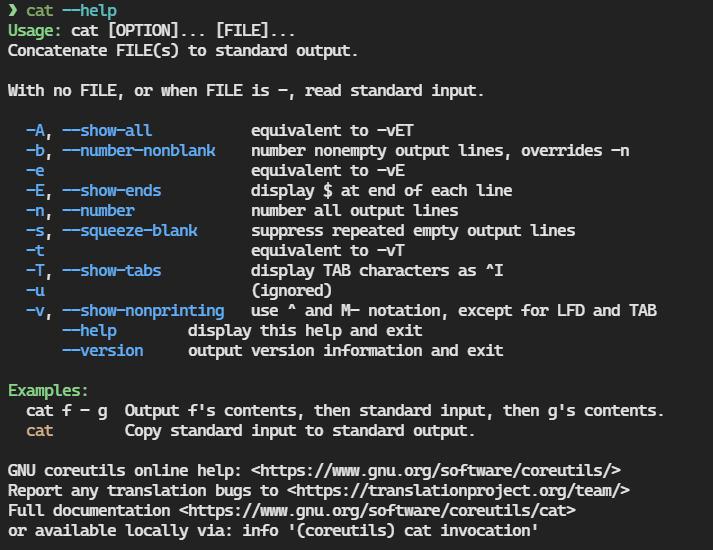 ❯ cat --help
Usage: cat [OPTION]... [FILE]...
Concatenate FILE(s) to standard output.

With no FILE, or when FILE is -, read standard input.

  -A, --show-all           equivalent to -vET
  -b, --number-nonblank    number nonempty output lines, overrides -n
  -e                       equivalent to -vE
  -E, --show-ends          display $ at end of each line
  -n, --number             number all output lines
  -s, --squeeze-blank      suppress repeated empty output lines
  -t                       equivalent to -vT
  -T, --show-tabs          display TAB characters as ^I
  -u                       (ignored)
  -v, --show-nonprinting   use ^ and M- notation, except for LFD and TAB
      --help        display this help and exit
      --version     output version information and exit

Examples:
  cat f - g  Output f's contents, then standard input, then g's contents.
  cat        Copy standard input to standard output.

GNU coreutils online help: <https://www.gnu.org/software/coreutils/>
Report any translation bugs to <https://translationproject.org/team/>
Full documentation <https://www.gnu.org/software/coreutils/cat>
or available locally via: info '(coreutils) cat invocation'